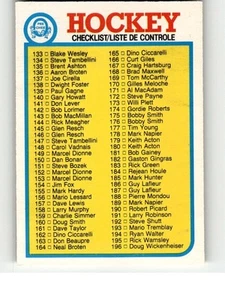 HOCKEY
CHECKLIST/LISTE DE CONTROLE
133 □ Blake Wesley
134 □ Steve Tambellini
135 □ Brent Ashton
136 □ Aaron Broten
137 □ Joe Cirella
138 □ Dwight Foster
139 □ Paul Gagne
140 □ Garry Howatt
141 □ Don Lever
142 □ Bob Lorimer
143 □ Bob MacMillan
144 □ Rick Meagher
145 □ Glenn Resch
146 □ Glenn Resch
147 □ Steve Tambellini
148 □ Carol Vadnais
149 □ Marcel Dionne
150 □ Dan Bonar
151 □ Steve Bozek
152 □ Marcel Dionne
153 □ Marcel Dionne
154 □ Jim Fox
155 □ Mark Hardy
156 □ Mario Lessard
157 □ Dave Lewis
158 □ Larry Murphy
159 □ Charlie Simmer
160 □ Doug Smith
161 □ Dave Taylor
162 □ Dino Ciccarelli
163 □ Don Beaupre
164 □ Neal Broten
165 □ Dino Ciccarelli
166 □ Curt Giles
167 □ Craig Hartsburg
168 □ Brad Maxwell
169 □ Tom McCarthy
170 □ Gordie Roberts
171 □ Al MacAdam
172 □ Steve Payne
173 □ Willi Plett
174 □ Gordie Roberts
175 □ Bobby Smith
176 □ Bobby Smith
177 □ Tim Young
178 □ Mark Napier
179 □ Keith Acton
180 □ Keith Acton
181 □ Bob Gainey
182 □ Gaston Gingras
183 □ Rick Green
184 □ Rejean Houle
185 □ Mark Hunter
186 □ Guy Lafleur
187 □ Guy Lafleur
188 □ Pierre Mondou
189 □ Mark Napier
190 □ Robert Picard
191 □ Larry Robinson
192 □ Steve Shutt
193 □ Mario Tremblay
194 □ Ryan Walter
195 □ Rick Wamsley
196 □ Doug Wickenheiser